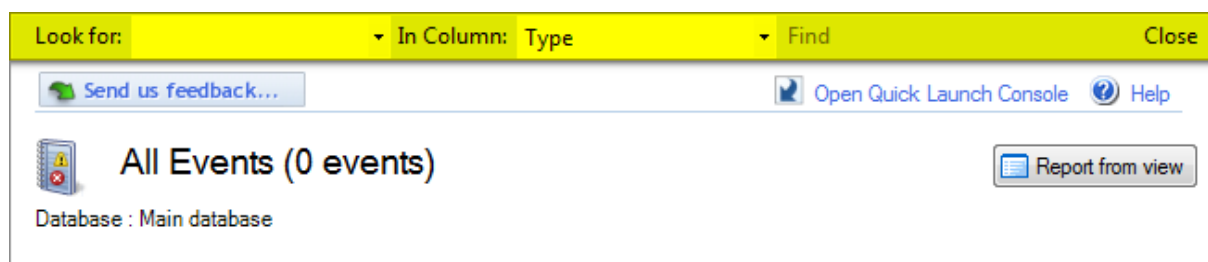 Look for: In Column: Type Find Close
Send us feedback... Open Quick Launch Console Help
All Events (0 events) Report from view
Database : Main database